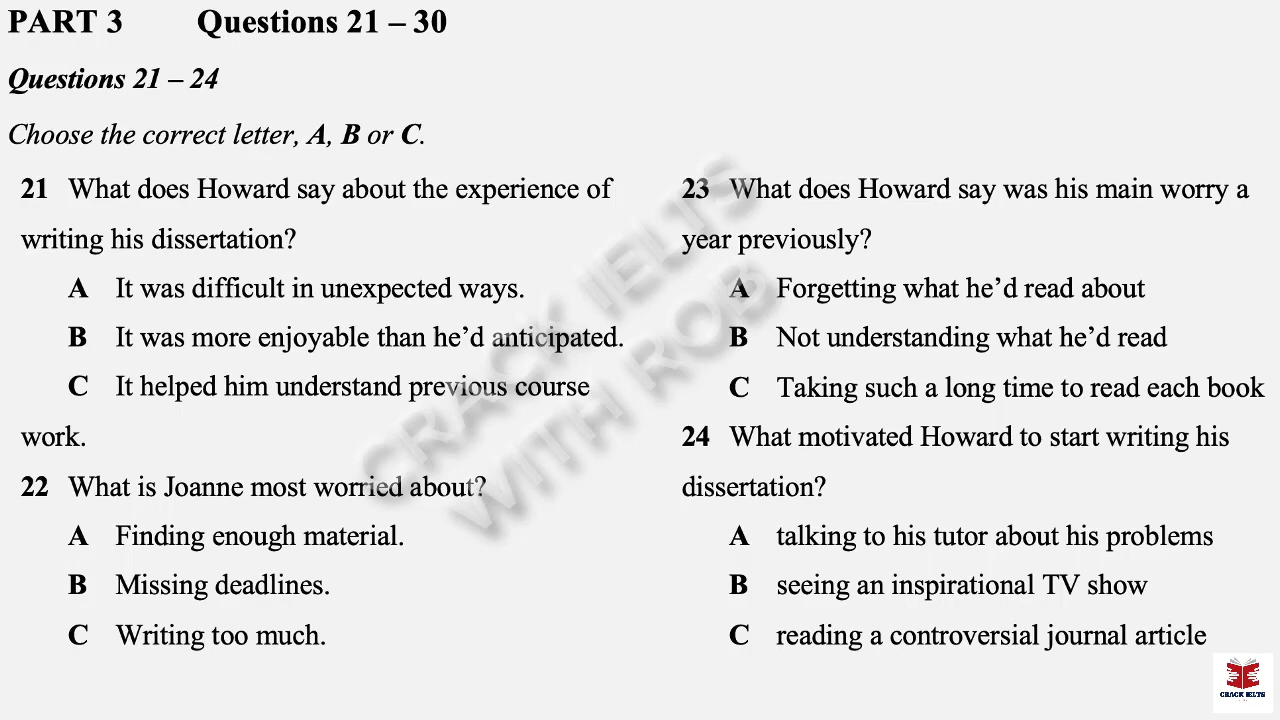 PART 3 Questions 21 – 30
Questions 21 – 24
Choose the correct letter, A, B or C.
21 What does Howard say about the experience of
writing his dissertation?
A It was difficult in unexpected ways.
B It was more enjoyable than he’d anticipated.
C It helped him understand previous course
work.
22 What is Joanne most worried about?
A Finding enough material.
B Missing deadlines.
C Writing too much.
23 What does Howard say was his main worry a
year previously?
A Forgetting what he’d read about
B Not understanding what he’d read
C Taking such a long time to read each book
24 What motivated Howard to start writing his
dissertation?
A talking to his tutor about his problems
B seeing an inspirational TV show
C reading a controversial journal article
CRACK IELTS
WITH ROB
CRACK IELTS